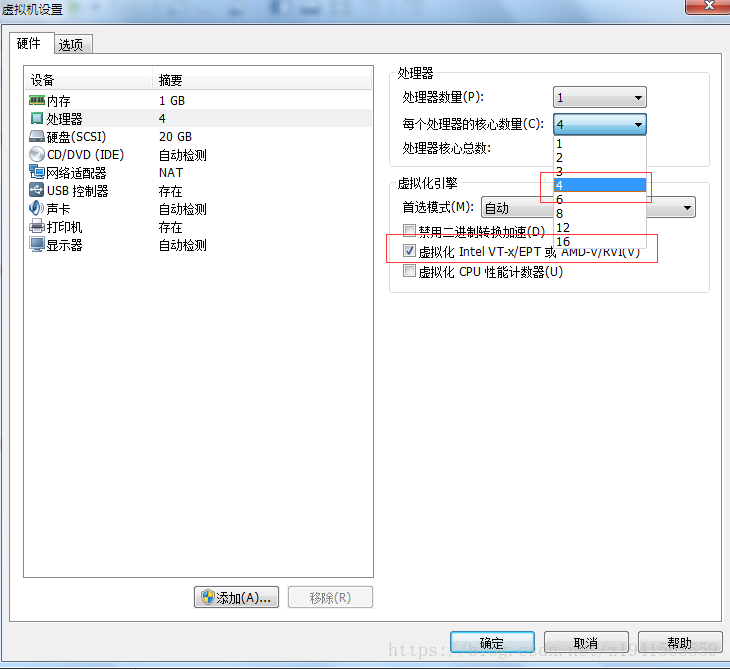 虚拟机设置
硬件 选项
设备 摘要
内存 1 GB
处理器 4
硬盘(SCSI) 20 GB
CD/DVD (IDE) 自动检测
网络适配器 NAT
USB 控制器 存在
声卡 自动检测
打印机 存在
显示器 自动检测
添加(A)... 移除(R)
处理器
处理器数量(P): 1
每个处理器的核心数量(C): 4
处理器核心总数:
1
2
3
4
6
8
12
16
虚拟化引擎
首选模式(M): 自动
禁用二进制转换加速(D)
虚拟化 Intel VT-x/EPT 或 AMD-V/RVI(V)
虚拟化 CPU 性能计数器(U)
确定 取消 帮助